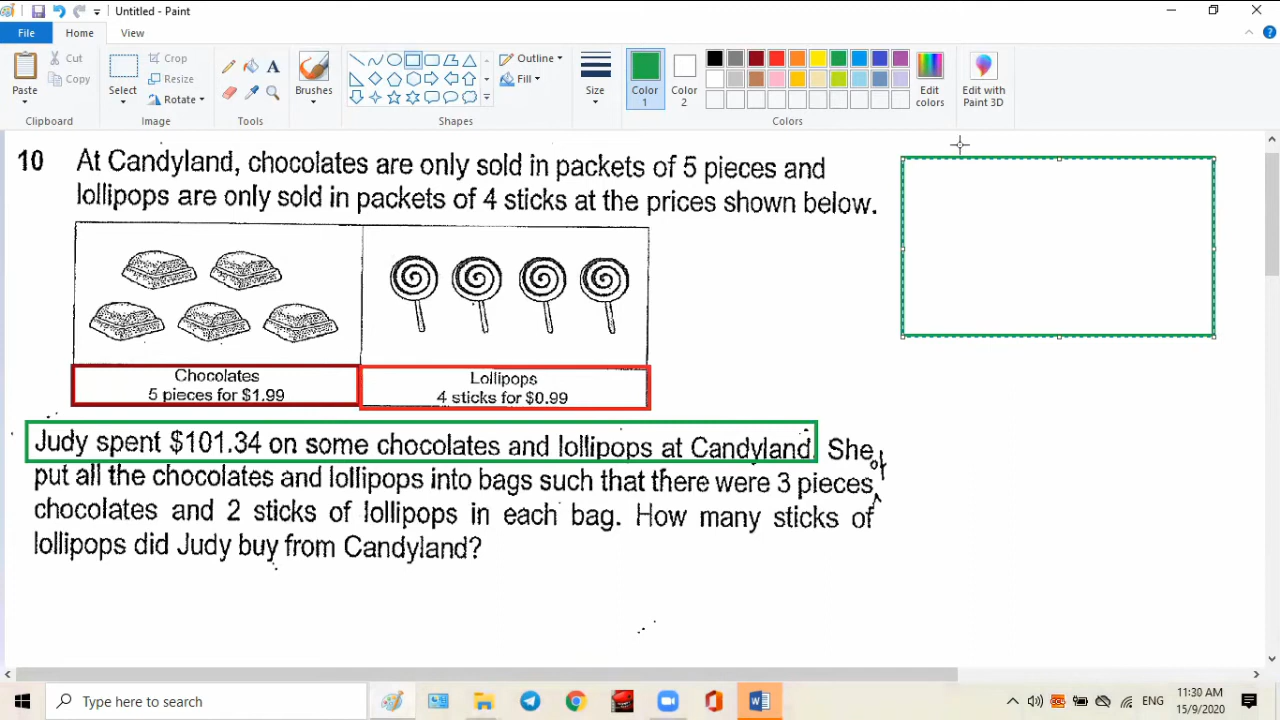 Untitled - Paint
File Home View
Paste
Cut
Copy
Clipboard
Select
Crop
Resize
Rotate
Image
Tools
Brushes
Shapes
Outline
Fill
Size
Color 1
Color 2
Edit colors
Colors
Edit with Paint 3D
10 At Candyland, chocolates are only sold in packets of 5 pieces and
lollipops are only sold in packets of 4 sticks at the prices shown below.
Chocolates
5 pieces for $1.99
Lollipops
4 sticks for $0.99
Judy spent $101.34 on some chocolates and lollipops at Candyland. She
put all the chocolates and lollipops into bags such that there were 3 pieces
of
chocolates and 2 sticks of lollipops in each bag. How many sticks of
lollipops did Judy buy from Candyland?
Type here to search
ENG
11:30 AM
15/9/2020